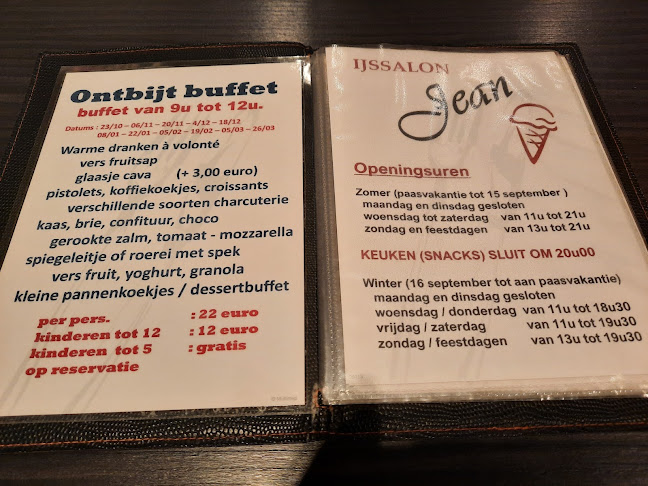 Ontbijt buffet
buffet van 9u tot 12u.
Datums : 23/10 – 06/11 – 20/11 – 4/12 – 18/12
08/01 – 22/01 – 05/02 – 19/02 – 05/03 – 26/03
Warme dranken à volonté
vers fruitsap
glaasje cava (+ 3,00 euro)
pistolets, koffiekoekjes, croissants
verschillende soorten charcuterie
kaas, brie, confituur, choco
gerookte zalm, tomaat - mozzarella
spiegeleitje of roerei met spek
vers fruit, yoghurt, granola
kleine pannenkoekjes / dessertbuffet
per pers. : 22 euro
kinderen tot 12 : 12 euro
kinderen tot 5 : gratis
op reservatie
IJSSALON
Jean
Openingsuren
Zomer (paasvakantie tot 15 september )
maandag en dinsdag gesloten
woensdag tot zaterdag van 11u tot 21u
zondag en feestdagen van 13u tot 21u
KEUKEN (SNACKS) SLUIT OM 20u00
Winter (16 september tot aan paasvakantie)
maandag en dinsdag gesloten
woensdag / donderdag van 11u tot 18u30
vrijdag / zaterdag van 11u tot 19u30
zondag / feestdagen van 13u tot 19u30